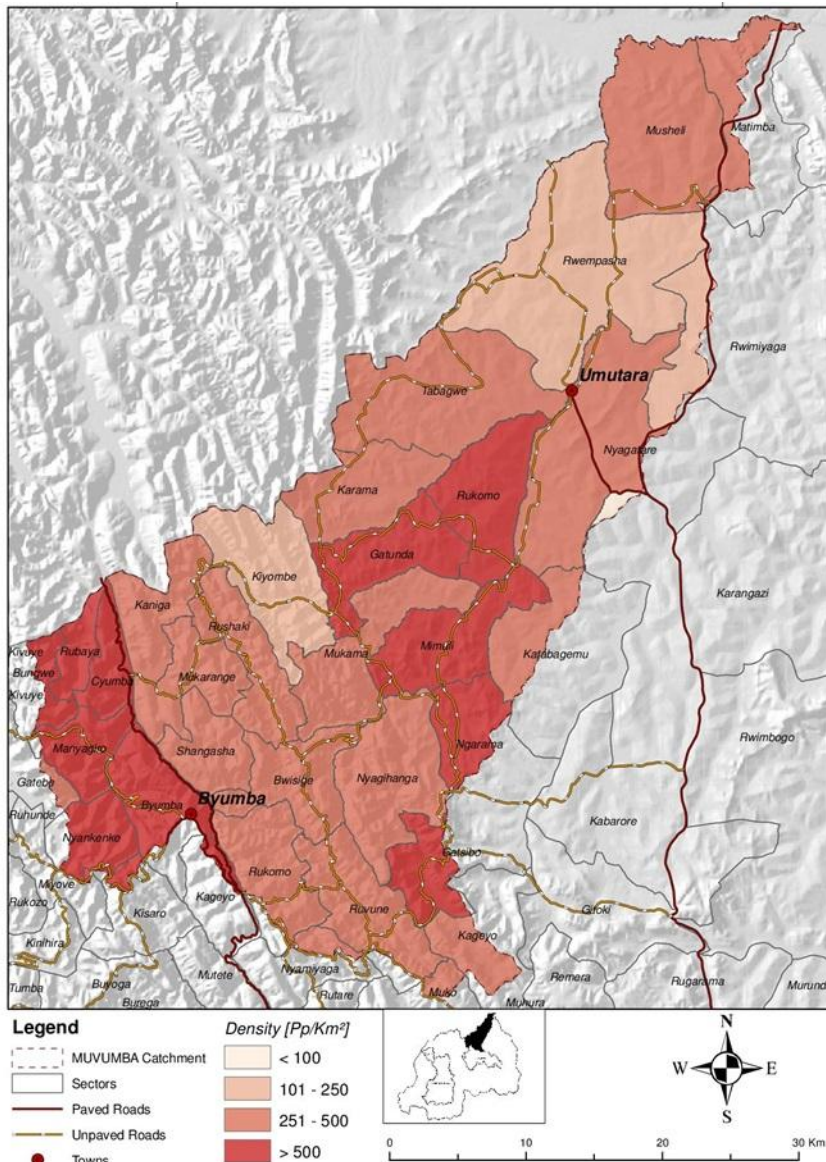 Musheli
Matimba
Rwempasha
Rwimiyaga
Umutara
Tabagwe
Nyagatare
Karama
Rukomo
Gatunda
Kiyombe
Karangazi
Kaniga
Rushaki
Kivuye
Rubaya
Mimuli
Katabagemu
Mukama
Bungwe
Cyumba
Mukarange
Kivuye
Ngarama
Rwimbogo
Manyagiro
Shangasha
Bwisige
Nyagihanga
Gatebe
Byumba
Byumba
Ruhunde
Kabarore
Nyankenke
Gatsibo
Miyove
Rukomo
Kageyo
Rukozo
Kisaro
Ruvune
Gitoki
Kinihira
Kageyo
Mutete
Nyamiyaga
Remera
Rugarama
Tumba
Buyoga
Burega
Rutare
Muhura
Murund
Legend
MUVUMBA Catchment
Sectors
Paved Roads
Unpaved Roads
Towns
Density [Pp/Km²]
< 100
101 - 250
251 - 500
> 500
N
W
E
S
0
10
20
30 Km